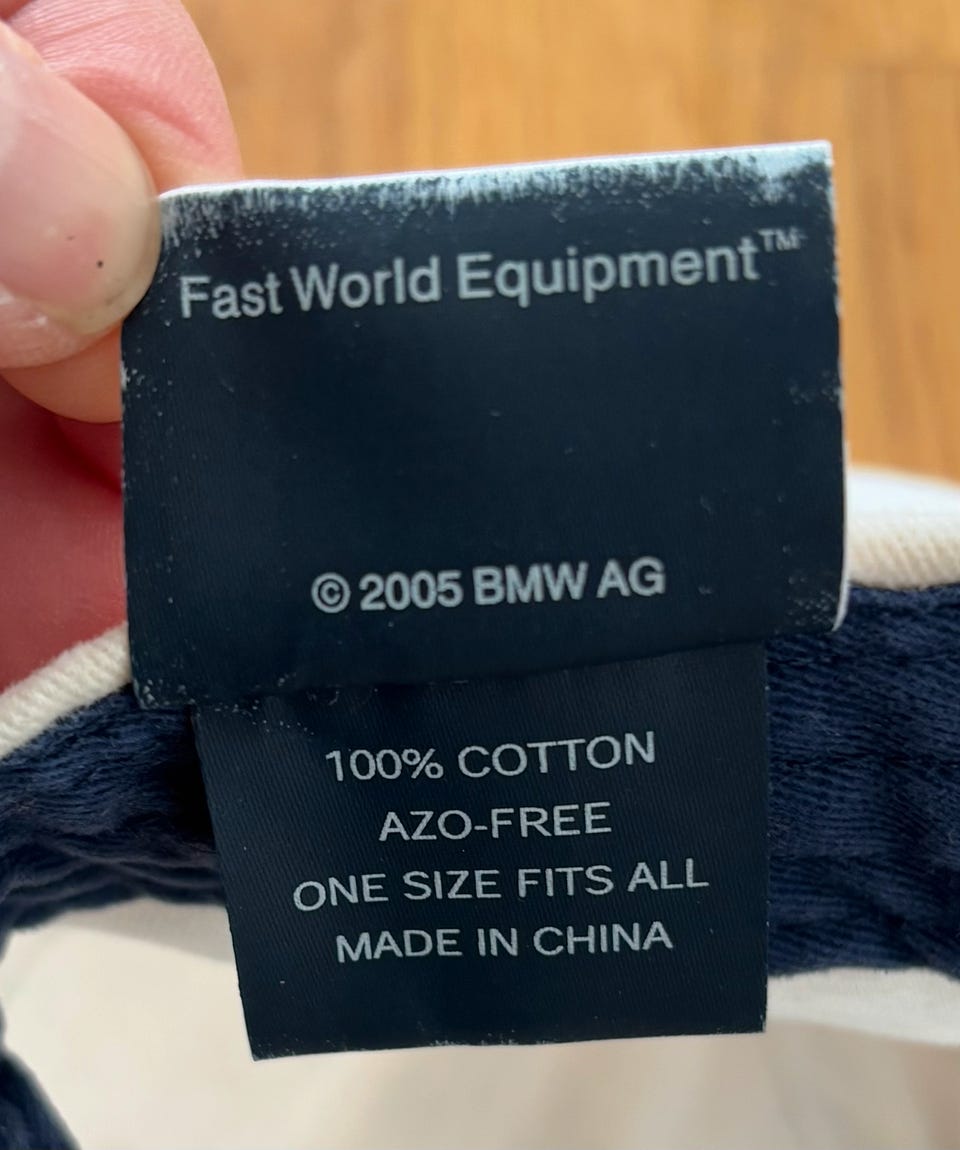 Fast World Equipment™
© 2005 BMW AG
100% COTTON
AZO-FREE
ONE SIZE FITS ALL
MADE IN CHINA